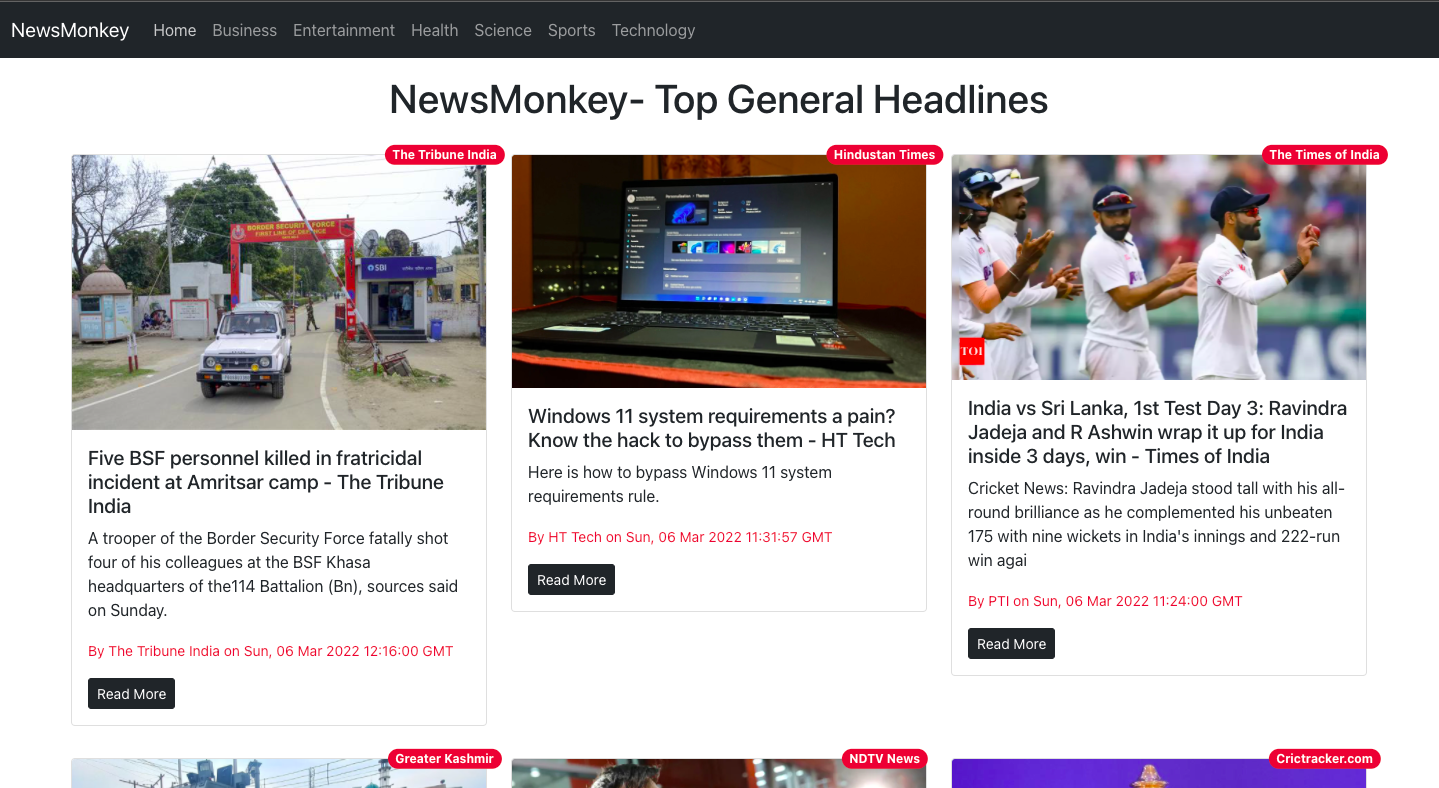 NewsMonkey Home Business Entertainment Health Science Sports Technology
NewsMonkey- Top General Headlines
The Tribune India
BORDER SECURITY FORCE
FIRST LINE OF DEFENCE
SBI
Five BSF personnel killed in fratricidal
incident at Amritsar camp - The Tribune
India
A trooper of the Border Security Force fatally shot
four of his colleagues at the BSF Khasa
headquarters of the114 Battalion (Bn), sources said
on Sunday.
By The Tribune India on Sun, 06 Mar 2022 12:16:00 GMT
Read More
Hindustan Times
Windows 11 system requirements a pain?
Know the hack to bypass them - HT Tech
Here is how to bypass Windows 11 system
requirements rule.
By HT Tech on Sun, 06 Mar 2022 11:31:57 GMT
Read More
The Times of India
TOI
India vs Sri Lanka, 1st Test Day 3: Ravindra
Jadeja and R Ashwin wrap it up for India
inside 3 days, win - Times of India
Cricket News: Ravindra Jadeja stood tall with his all-
round brilliance as he complemented his unbeaten
175 with nine wickets in India's innings and 222-run
win agai
By PTI on Sun, 06 Mar 2022 11:24:00 GMT
Read More
Greater Kashmir
NDTV News
Crictracker.com